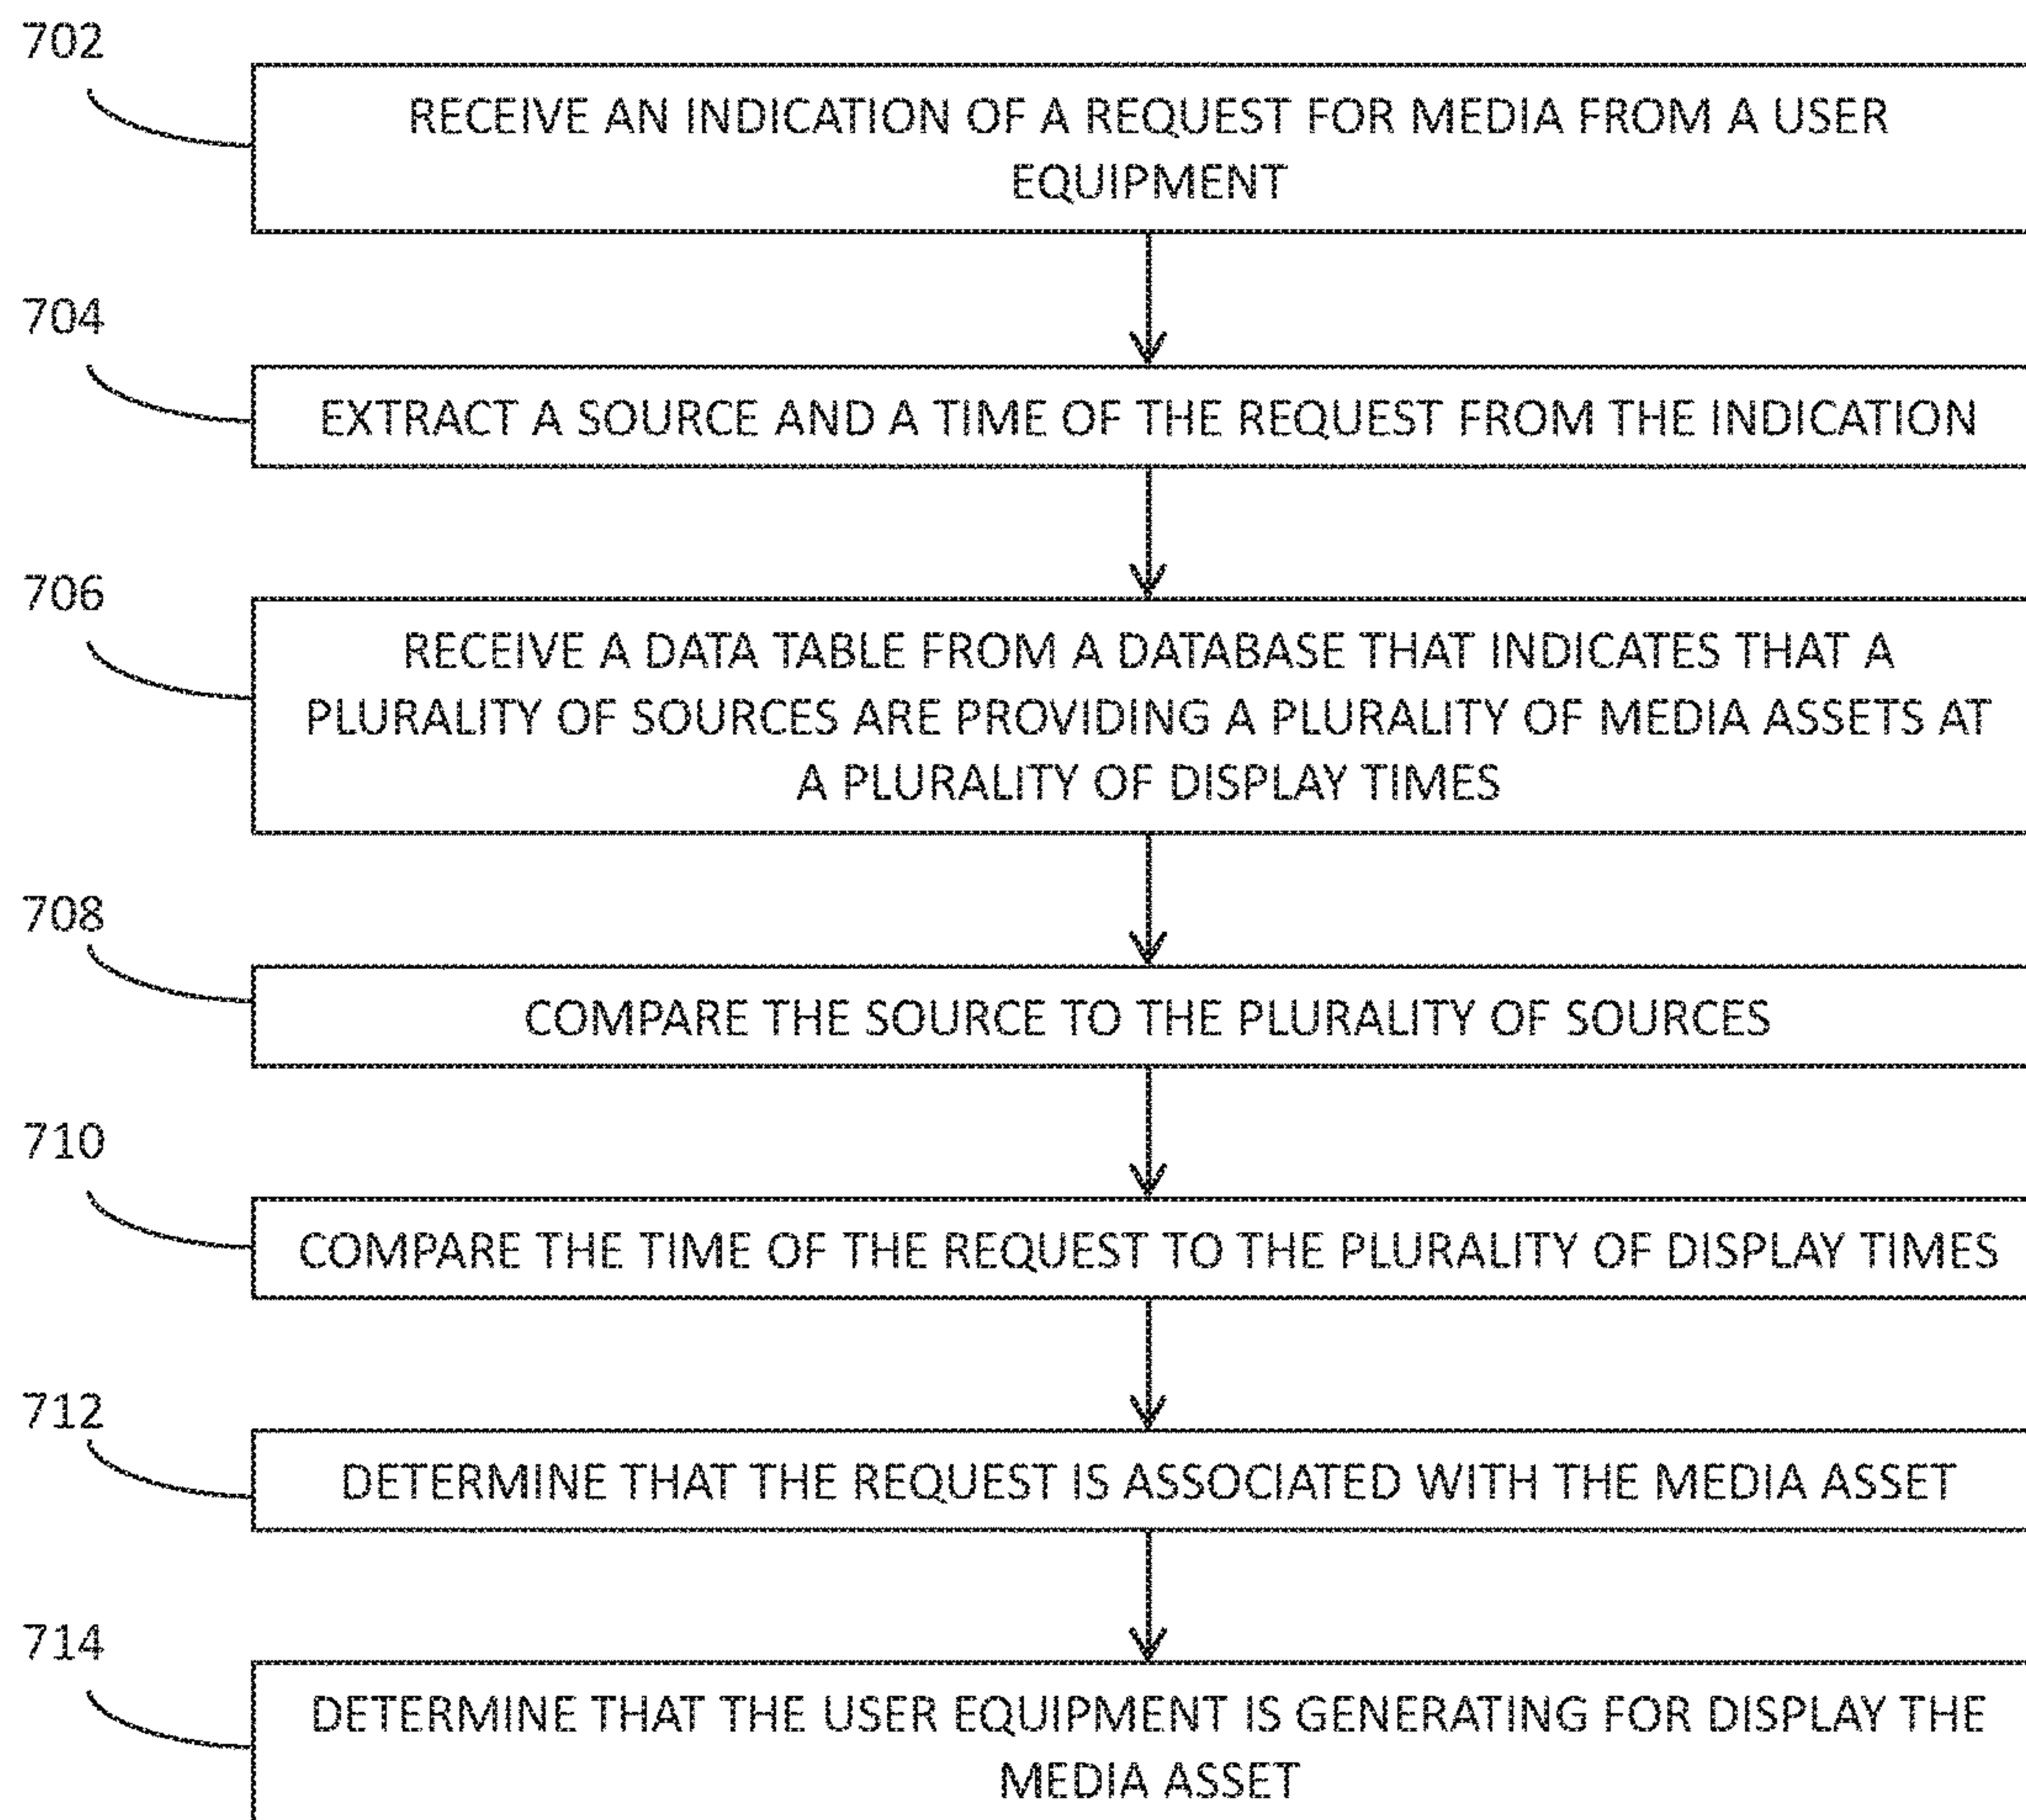 702
RECEIVE AN INDICATION OF A REQUEST FOR MEDIA FROM A USER
EQUIPMENT
704
EXTRACT A SOURCE AND A TIME OF THE REQUEST FROM THE INDICATION
706
RECEIVE A DATA TABLE FROM A DATABASE THAT INDICATES THAT A
PLURALITY OF SOURCES ARE PROVIDING A PLURALITY OF MEDIA ASSETS AT
A PLURALITY OF DISPLAY TIMES
708
COMPARE THE SOURCE TO THE PLURALITY OF SOURCES
710
COMPARE THE TIME OF THE REQUEST TO THE PLURALITY OF DISPLAY TIMES
712
DETERMINE THAT THE REQUEST IS ASSOCIATED WITH THE MEDIA ASSET
714
DETERMINE THAT THE USER EQUIPMENT IS GENERATING FOR DISPLAY THE
MEDIA ASSET